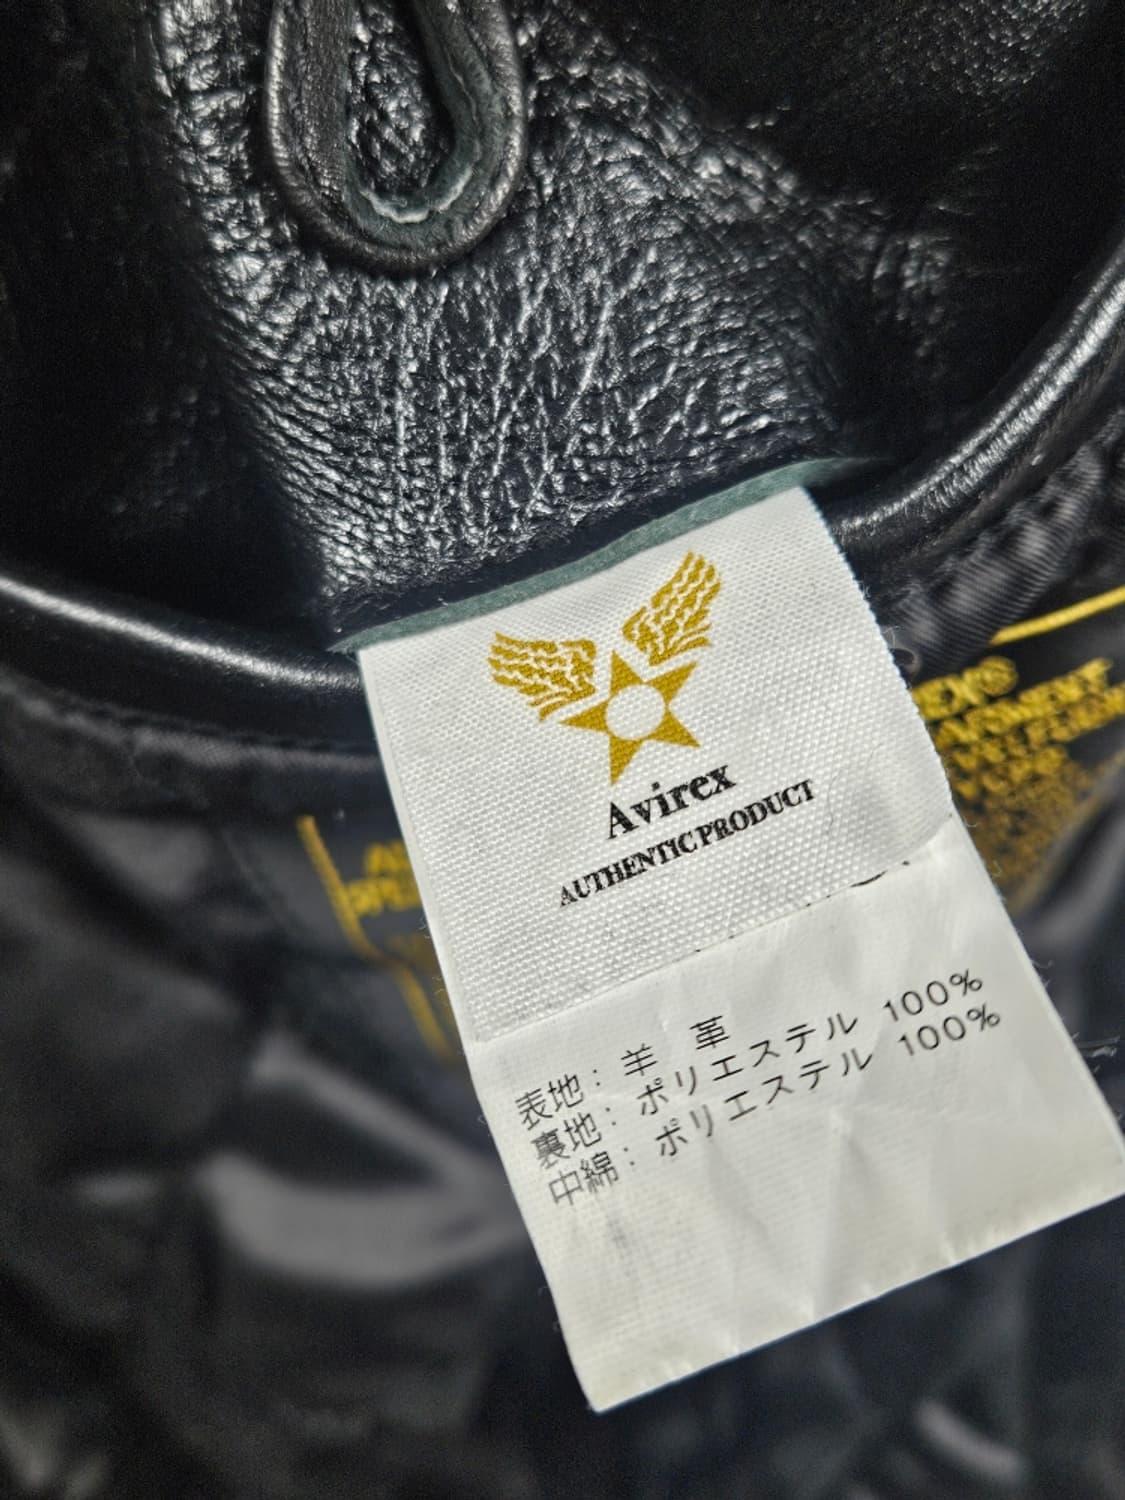 Avirex
AUTHENTIC PRODUCT
表地: 羊 革
裏地: ポリエステル 100%
中綿: ポリエステル 100%